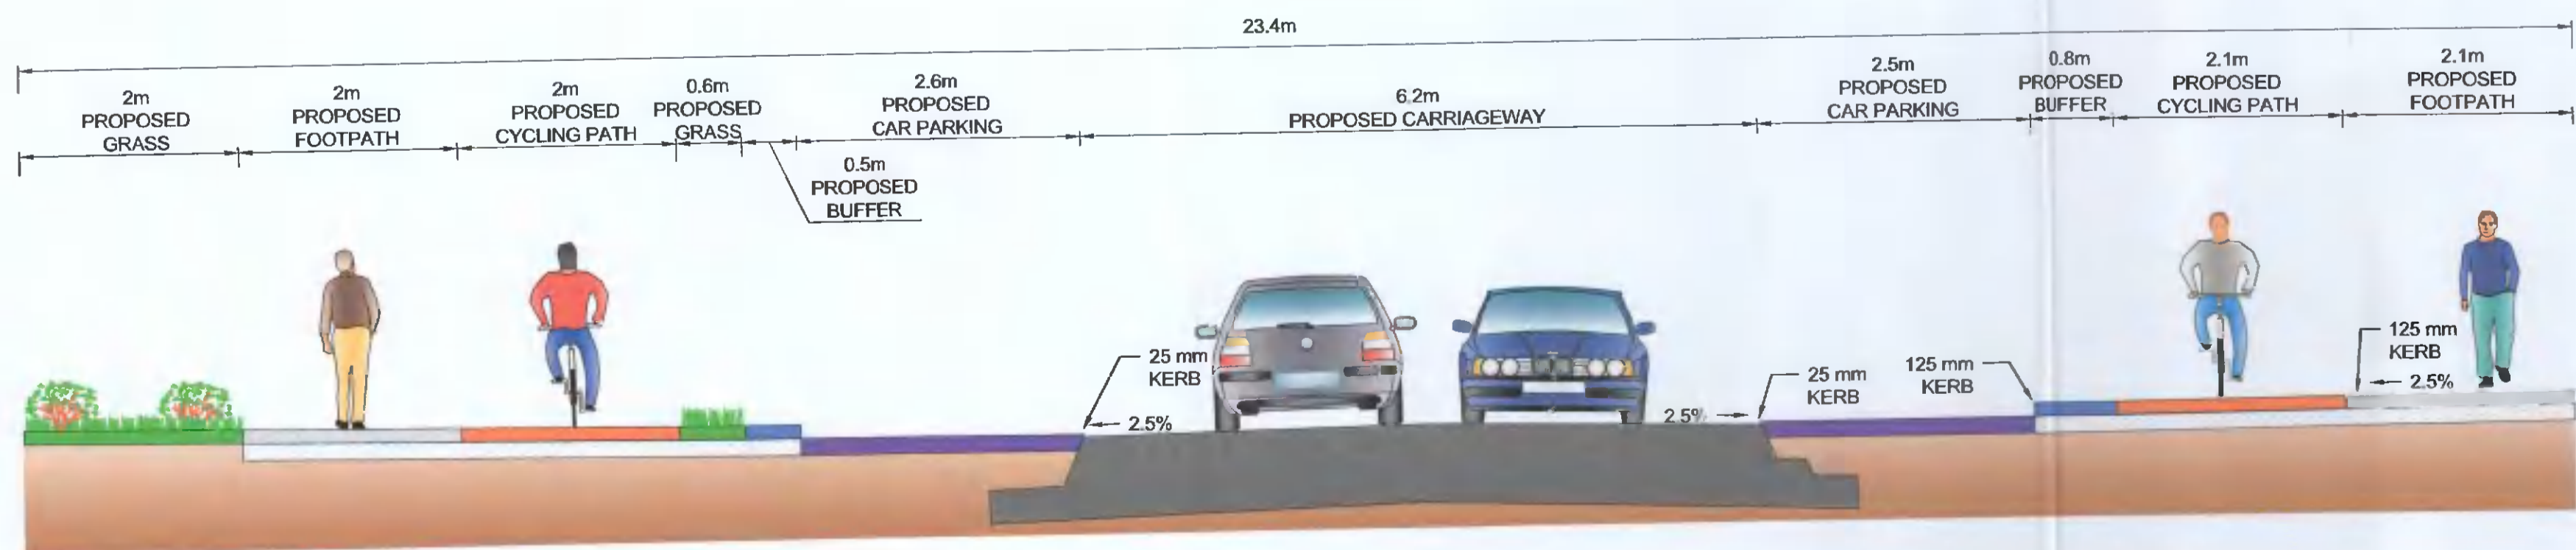 23.4m
2m
PROPOSED
GRASS
2m
PROPOSED
FOOTPATH
2m
PROPOSED
CYCLING PATH
0.6m
PROPOSED
GRASS
0.5m
PROPOSED
BUFFER
2.6m
PROPOSED
CAR PARKING
6.2m
PROPOSED CARRIAGEWAY
2.5m
PROPOSED
CAR PARKING
0.8m
PROPOSED
BUFFER
2.1m
PROPOSED
CYCLING PATH
2.1m
PROPOSED
FOOTPATH
25 mm
KERB
2.5%
2.5%
25 mm
KERB
125 mm
KERB
125 mm
KERB
2.5%